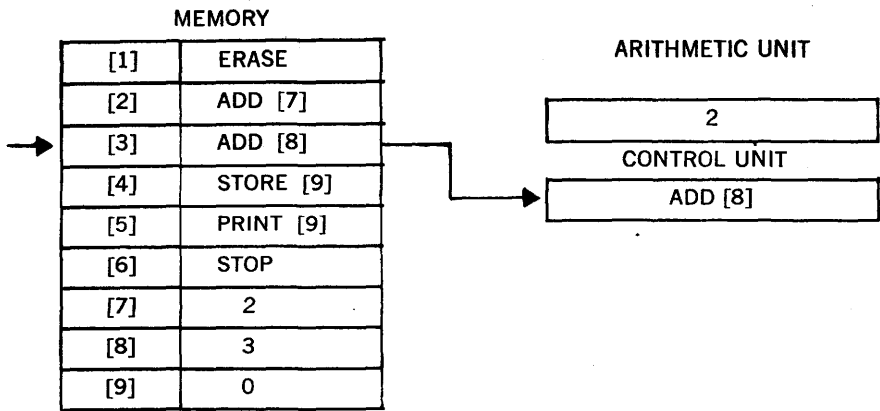 MEMORY
[1] ERASE
[2] ADD [7]
[3] ADD [8]
[4] STORE [9]
[5] PRINT [9]
[6] STOP
[7] 2
[8] 3
[9] 0
ARITHMETIC UNIT
2
CONTROL UNIT
ADD [8]